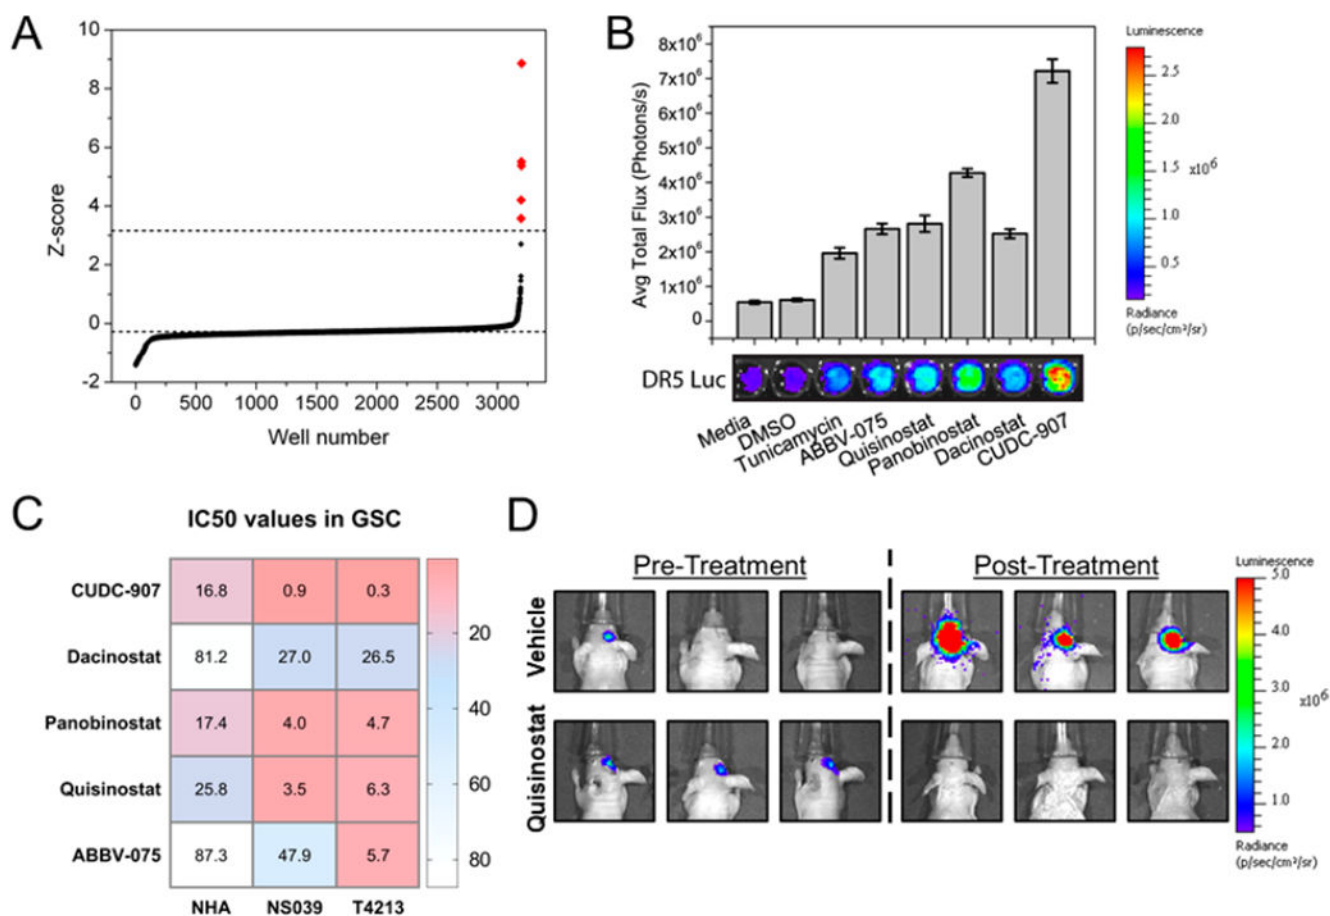 A
10
8
6
4
2
0
-2
Z-score
0 500 1000 1500 2000 2500 3000
Well number
B
8x10⁶
7x10⁶
6x10⁶
5x10⁶
4x10⁶
3x10⁶
2x10⁶
1x10⁶
0
Avg Total Flux (Photons/s)
DR5 Luc
Media
DMSO
Tunicamycin
ABBV-075
Quisinostat
Panobinostat
Dacinostat
CUDC-907
Luminescence
2.5
2.0
1.5
x10⁶
1.0
0.5
Radiance
(p/sec/cm²/sr)
C
IC50 values in GSC
CUDC-907 16.8 0.9 0.3
Dacinostat 81.2 27.0 26.5
Panobinostat 17.4 4.0 4.7
Quisinostat 25.8 3.5 6.3
ABBV-075 87.3 47.9 5.7
NHA NS039 T4213
20
40
60
80
D
Pre-Treatment
Post-Treatment
Vehicle
Quisinostat
Luminescence
5.0
4.0
3.0
x10⁶
2.0
1.0
Radiance
(p/sec/cm²/sr)